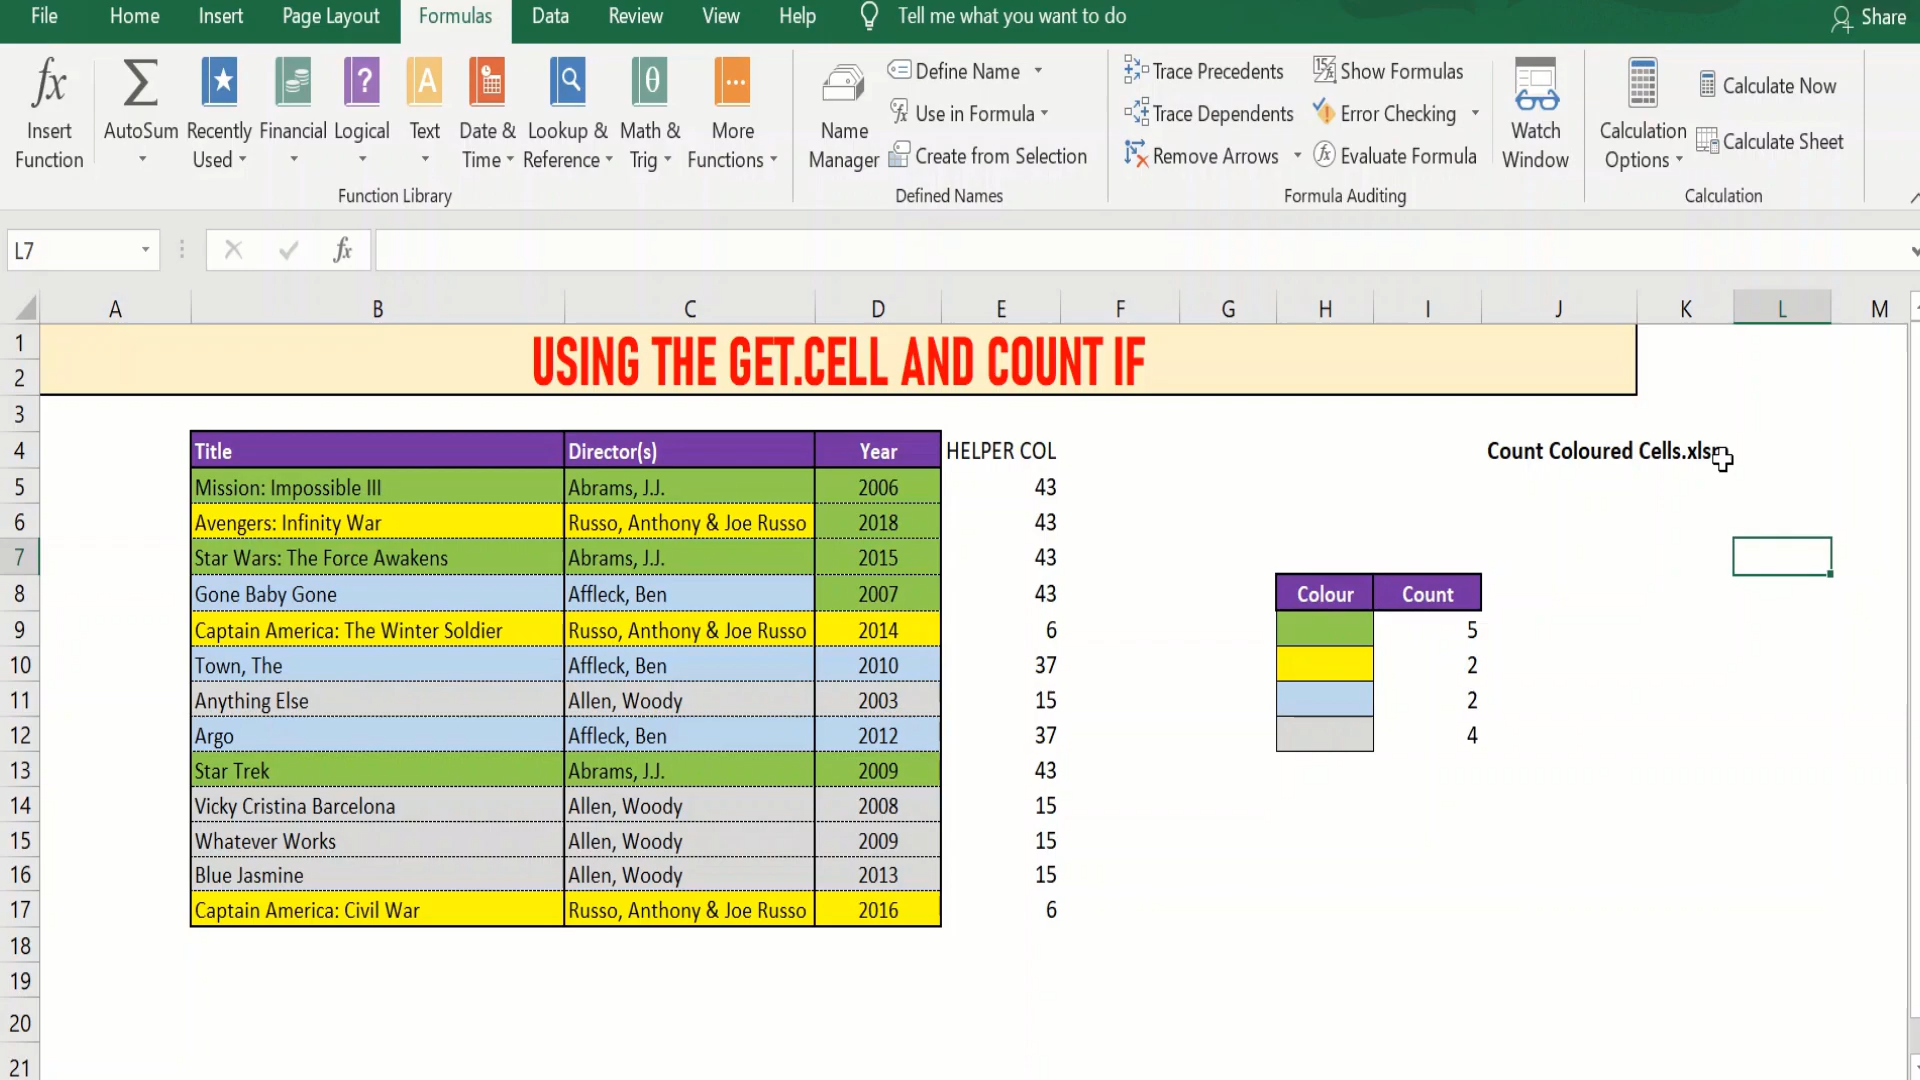 File Home Insert Page Layout Formulas Data Review View Help Tell me what you want to do Share
Insert Function
AutoSum
Recently Used
Financial
Logical
Text
Date & Time
Lookup & Reference
Math & Trig
More Functions
Function Library
Name Manager
Define Name
Use in Formula
Create from Selection
Defined Names
Trace Precedents
Trace Dependents
Remove Arrows
Show Formulas
Error Checking
Evaluate Formula
Formula Auditing
Watch Window
Calculation Options
Calculate Now
Calculate Sheet
Calculation
L7 fx
A B C D E F G H I J K L M
1
USING THE GET.CELL AND COUNT IF
2
3
4 Title Director(s) Year HELPER COL Count Coloured Cells.xlsm
5 Mission: Impossible III Abrams, J.J. 2006 43
6 Avengers: Infinity War Russo, Anthony & Joe Russo 2018 43
7 Star Wars: The Force Awakens Abrams, J.J. 2015 43
8 Gone Baby Gone Affleck, Ben 2007 43 Colour Count
9 Captain America: The Winter Soldier Russo, Anthony & Joe Russo 2014 6 5
10 Town, The Affleck, Ben 2010 37 2
11 Anything Else Allen, Woody 2003 15 2
12 Argo Affleck, Ben 2012 37 4
13 Star Trek Abrams, J.J. 2009 43
14 Vicky Cristina Barcelona Allen, Woody 2008 15
15 Whatever Works Allen, Woody 2009 15
16 Blue Jasmine Allen, Woody 2013 15
17 Captain America: Civil War Russo, Anthony & Joe Russo 2016 6
18
19
20
21